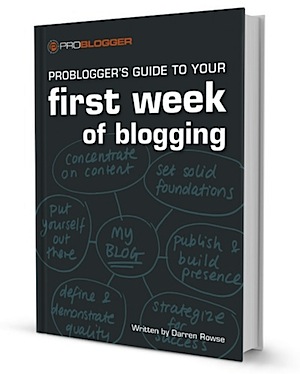 PROBLOGGER
PROBLOGGER'S GUIDE TO YOUR
first week
of blogging
concentrate
on content
set solid
foundations
put
yourself
out
there
MY
BLOG
publish &
build
presence
define &
demonstrate
quality
strategize
for
success
Written by Darren Rowse